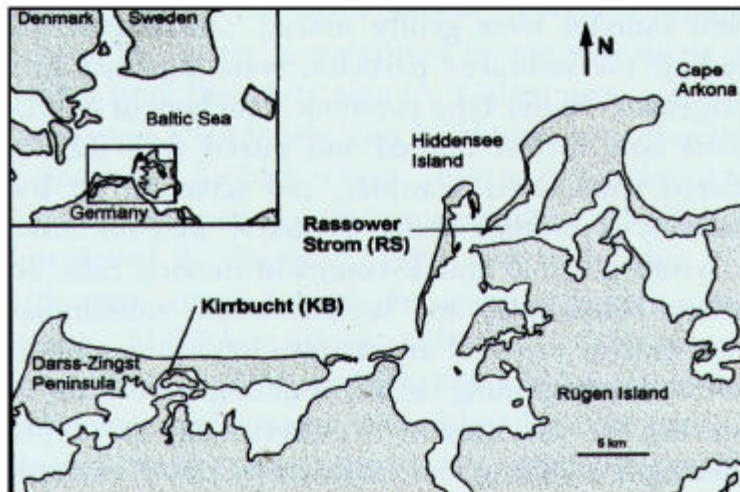 Denmark
Sweden
Baltic Sea
Germany
N
Cape
Arkona
Hiddensee
Island
Rassower
Strom (RS)
Kirrbucht (KB)
Darss-Zingst
Peninsula
Rügen Island
5 km